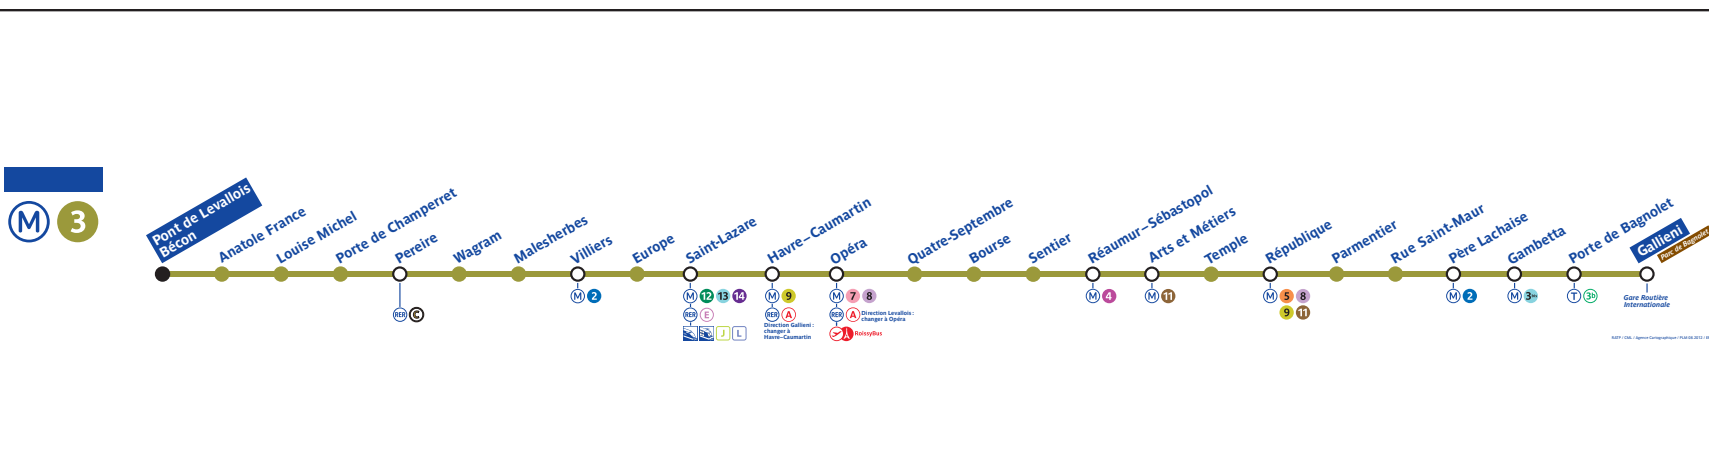 M 3
Pont de Levallois
Bécon
Anatole France
Louise Michel
Porte de Champerret
Pereire
Wagram
Malesherbes
Villiers
Europe
Saint-Lazare
Havre–Caumartin
Opéra
Quatre-Septembre
Bourse
Sentier
Réaumur–Sébastopol
Arts et Métiers
Temple
République
Parmentier
Rue Saint-Maur
Père Lachaise
Gambetta
Porte de Bagnolet
Gallieni
Parc de Bagnolet
RER C
M 2
M 12 13 14
RER E
J L
M 9
RER A
Direction Gallieni :
changer à
Havre–Caumartin
M 7 8
RER A
Direction Levallois :
changer à Opéra
RoissyBus
M 4
M 11
M 5 8
9 11
M 2
M 3bis
T 3b
Gare Routière
Internationale